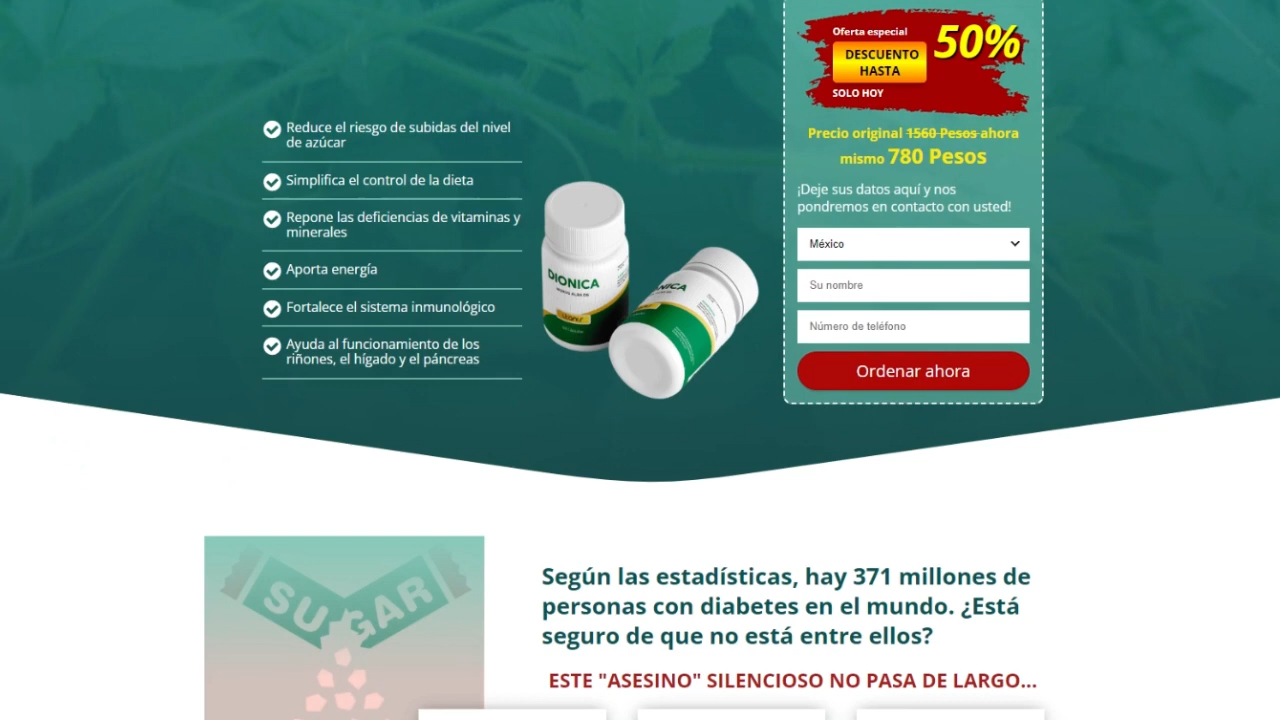 Oferta especial
50%
DESCUENTO
HASTA
SOLO HOY
Precio original 1560 Pesos ahora
mismo 780 Pesos
¡Deje sus datos aquí y nos
pondremos en contacto con usted!
México
Su nombre
Número de teléfono
Ordenar ahora
Reduce el riesgo de subidas del nivel
de azúcar
Simplifica el control de la dieta
Repone las deficiencias de vitaminas y
minerales
Aporta energía
Fortalece el sistema inmunológico
Ayuda al funcionamiento de los
riñones, el hígado y el páncreas
DIONICA
SUGAR
Según las estadísticas, hay 371 millones de
personas con diabetes en el mundo. ¿Está
seguro de que no está entre ellos?
ESTE "ASESINO" SILENCIOSO NO PASA DE LARGO...